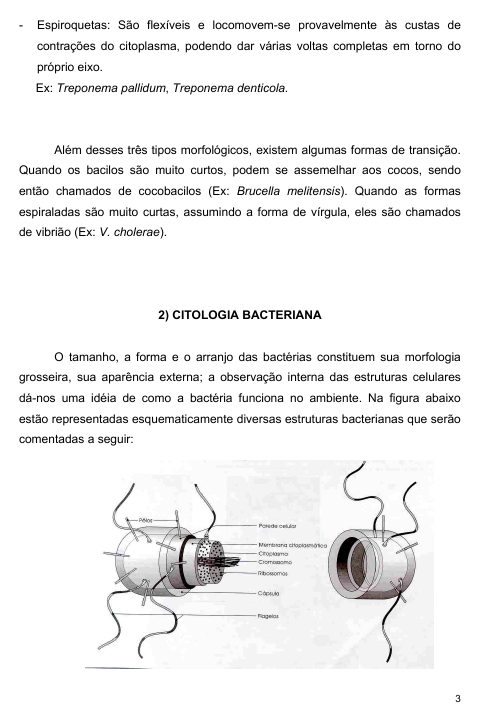 - Espiroquetas: São flexíveis e locomovem-se provavelmente às custas de
contrações do citoplasma, podendo dar várias voltas completas em torno do
próprio eixo.
Ex: Treponema pallidum, Treponema denticola.
Além desses três tipos morfológicos, existem algumas formas de transição.
Quando os bacilos são muito curtos, podem se assemelhar aos cocos, sendo
então chamados de cocobacilos (Ex: Brucella melitensis). Quando as formas
espiraladas são muito curtas, assumindo a forma de vírgula, eles são chamados
de vibrião (Ex: V. cholerae).
2) CITOLOGIA BACTERIANA
O tamanho, a forma e o arranjo das bactérias constituem sua morfologia
grosseira, sua aparência externa; a observação interna das estruturas celulares
dá-nos uma idéia de como a bactéria funciona no ambiente. Na figura abaixo
estão representadas esquematicamente diversas estruturas bacterianas que serão
comentadas a seguir:
Pêlos
Parede celular
Membrana citoplasmática
Citoplasma
Cromossomo
Ribossomos
Cápsula
Flagelos
3